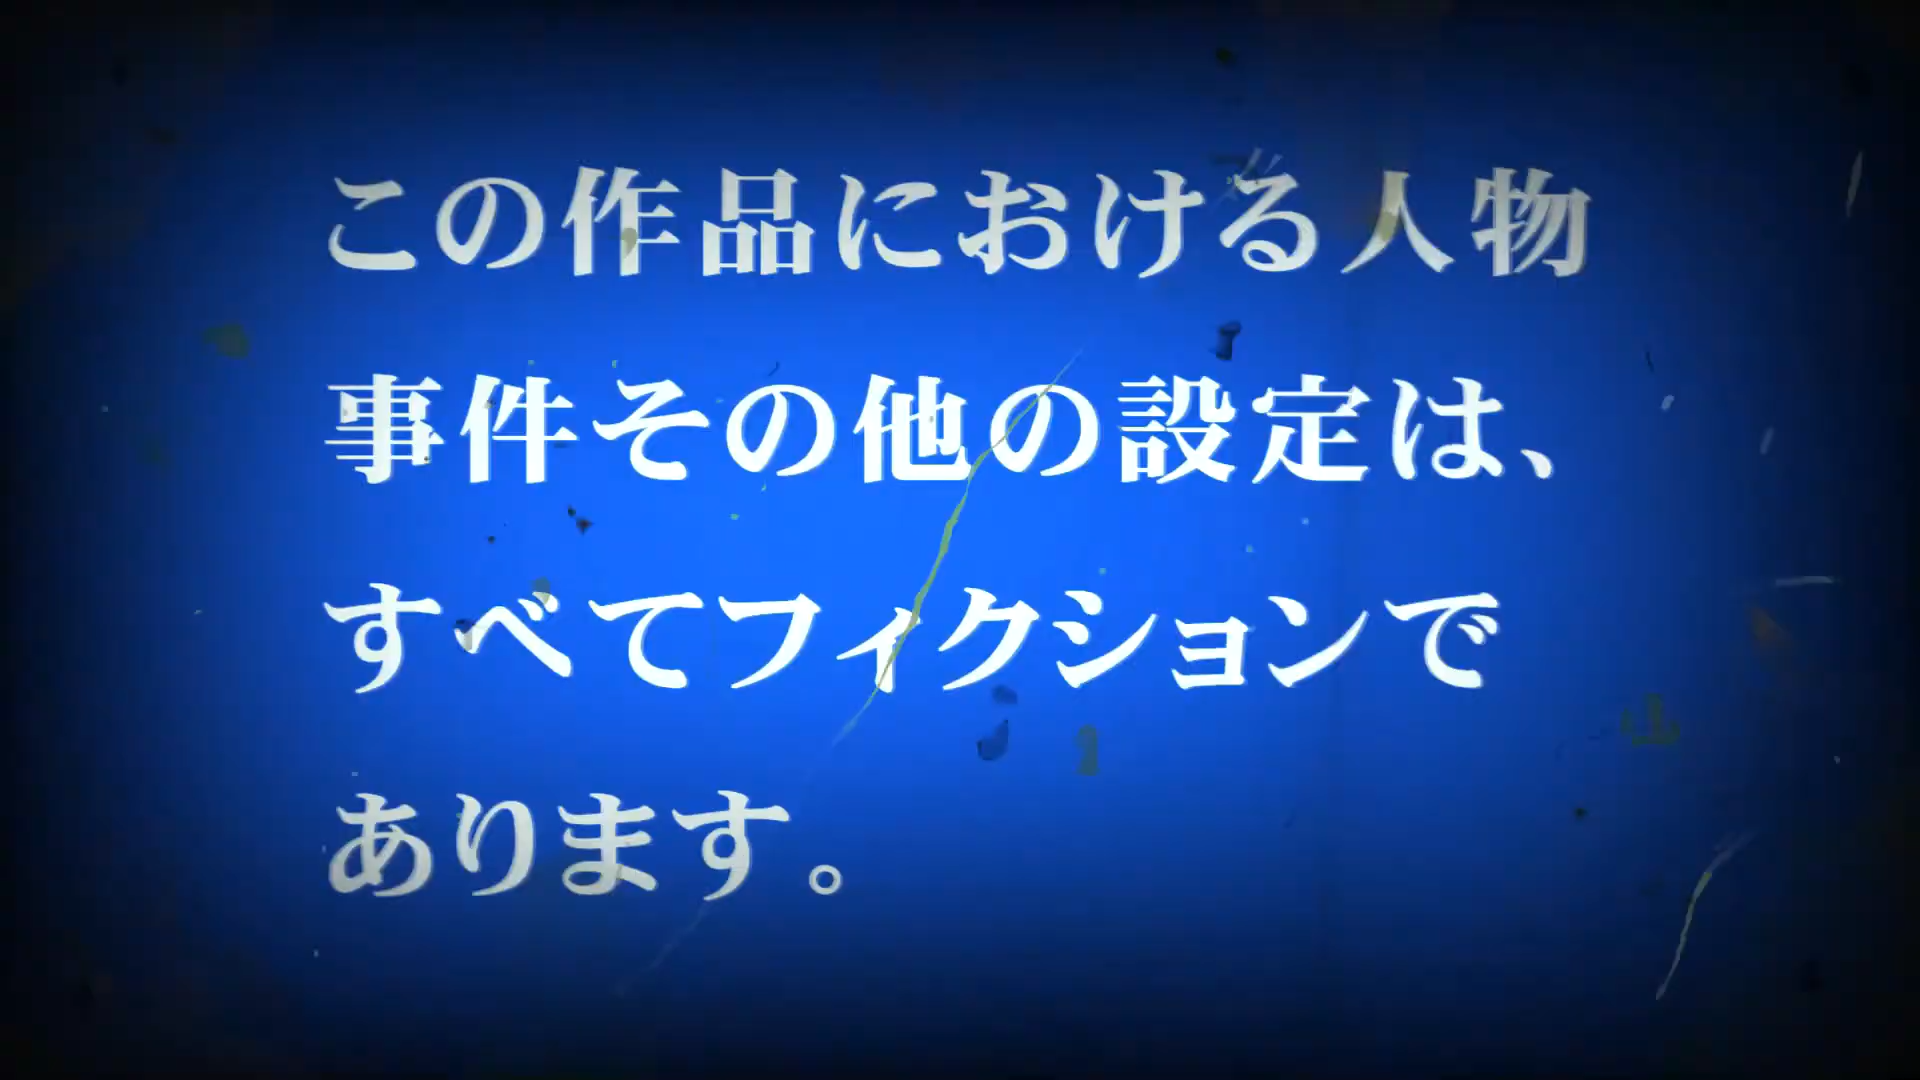 この作品における人物
事件その他の設定は、
すべてフィクションで
あります。